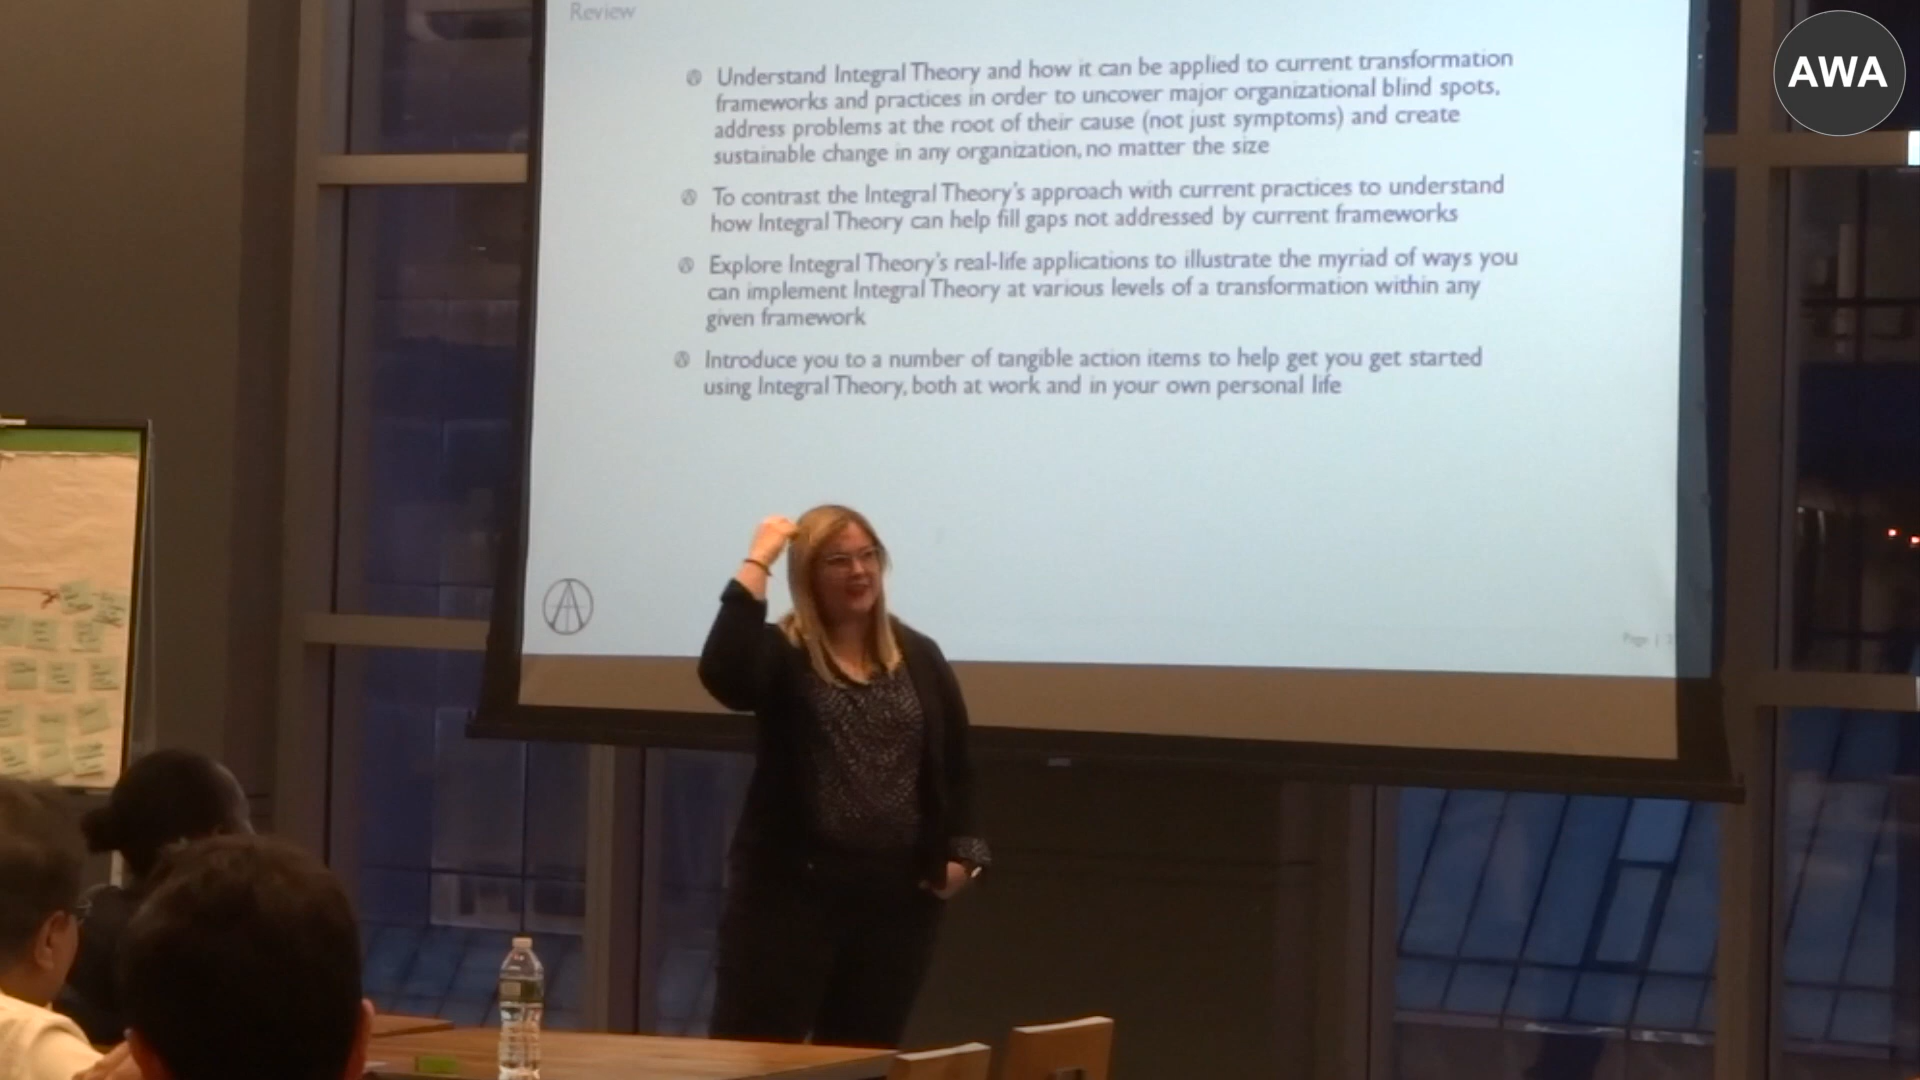 Review
AWA
Understand Integral Theory and how it can be applied to current transformation
frameworks and practices in order to uncover major organizational blind spots,
address problems at the root of their cause (not just symptoms) and create
sustainable change in any organization, no matter the size
To contrast the Integral Theory's approach with current practices to understand
how Integral Theory can help fill gaps not addressed by current frameworks
Explore Integral Theory's real-life applications to illustrate the myriad of ways you
can implement Integral Theory at various levels of a transformation within any
given framework
Introduce you to a number of tangible action items to help get you get started
using Integral Theory, both at work and in your own personal life
Page |